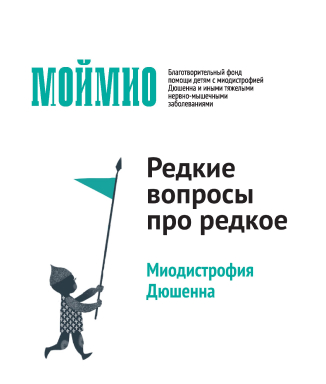 МОЙМИО
Благотворительный фонд
помощи детям с миодистрофией
Дюшенна и иными тяжелыми
нервно-мышечными
заболеваниями
Редкие
вопросы
про редкое
Миодистрофия
Дюшенна